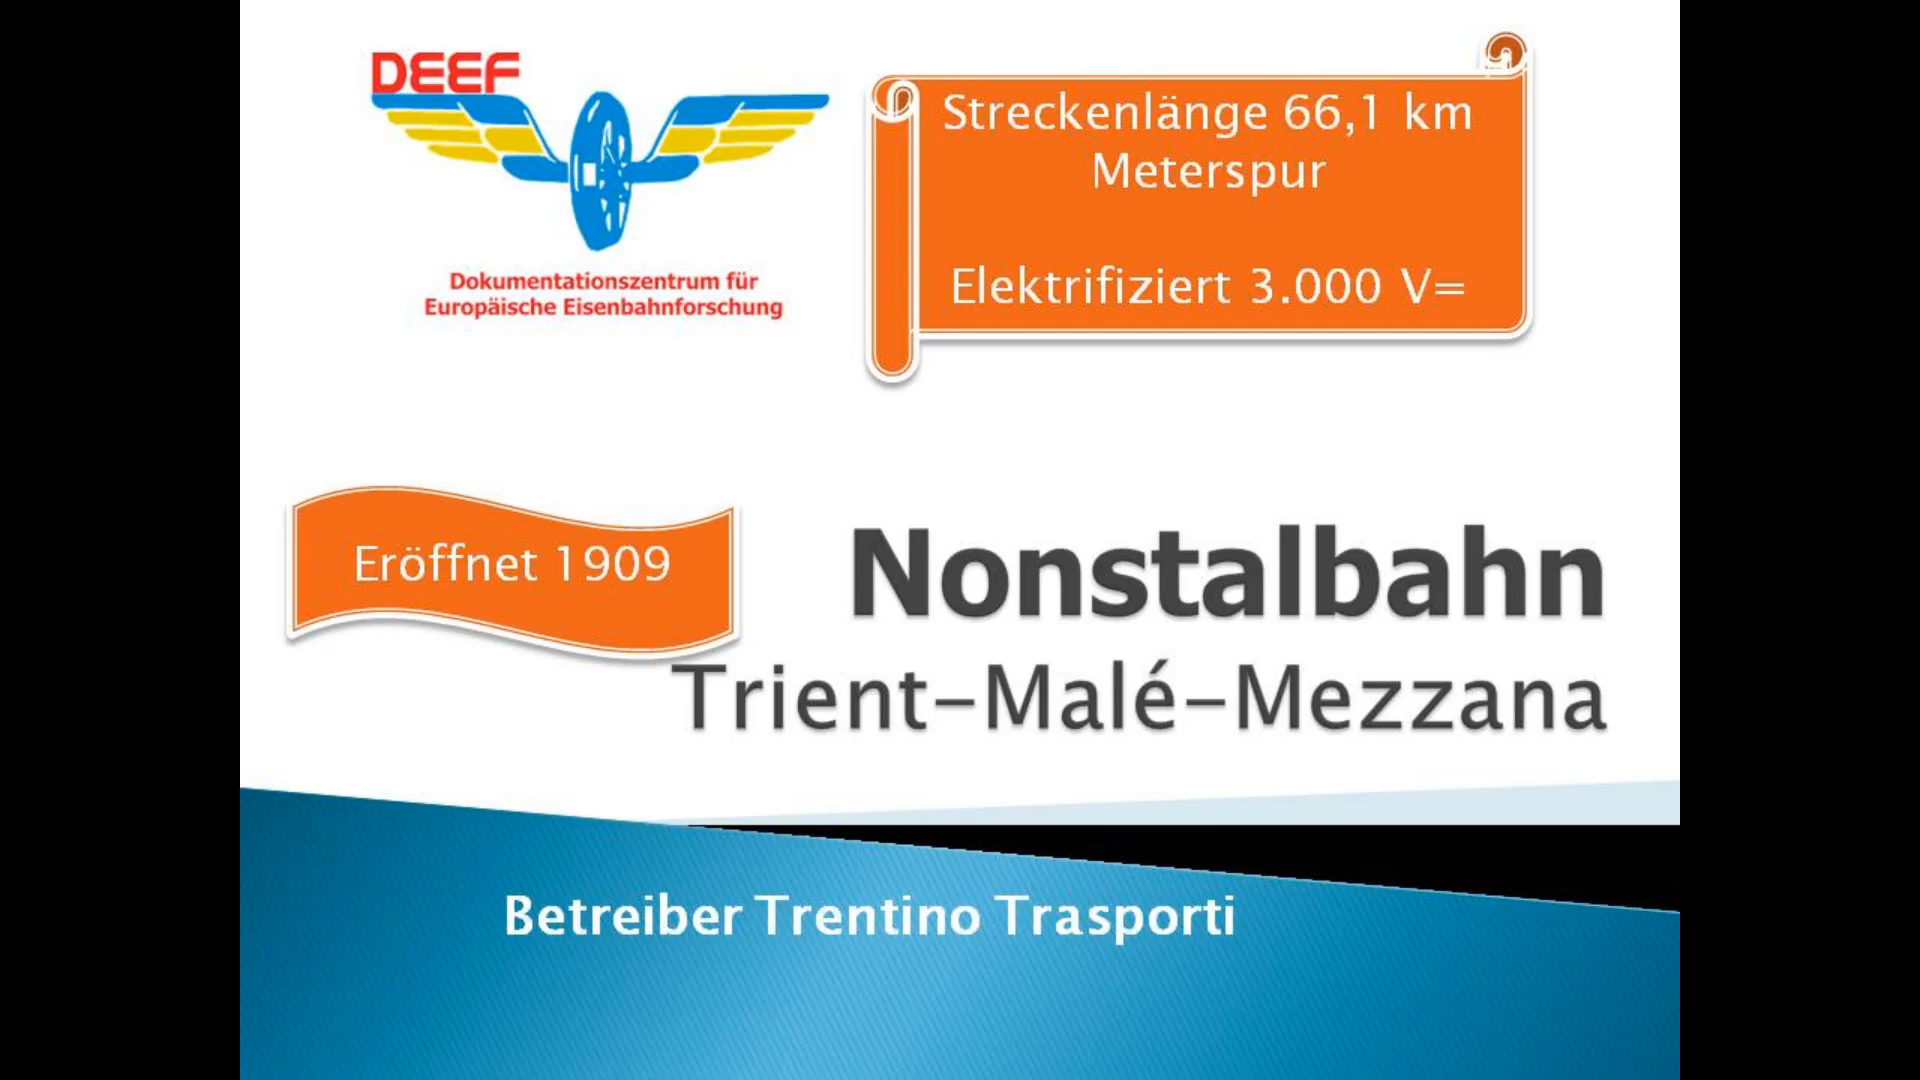 DEEF
Dokumentationszentrum für
Europäische Eisenbahnforschung
Streckenlänge 66,1 km
Meterspur
Elektrifiziert 3.000 V=
Eröffnet 1909
Nonstalbahn
Trient-Malé-Mezzana
Betreiber Trentino Trasporti